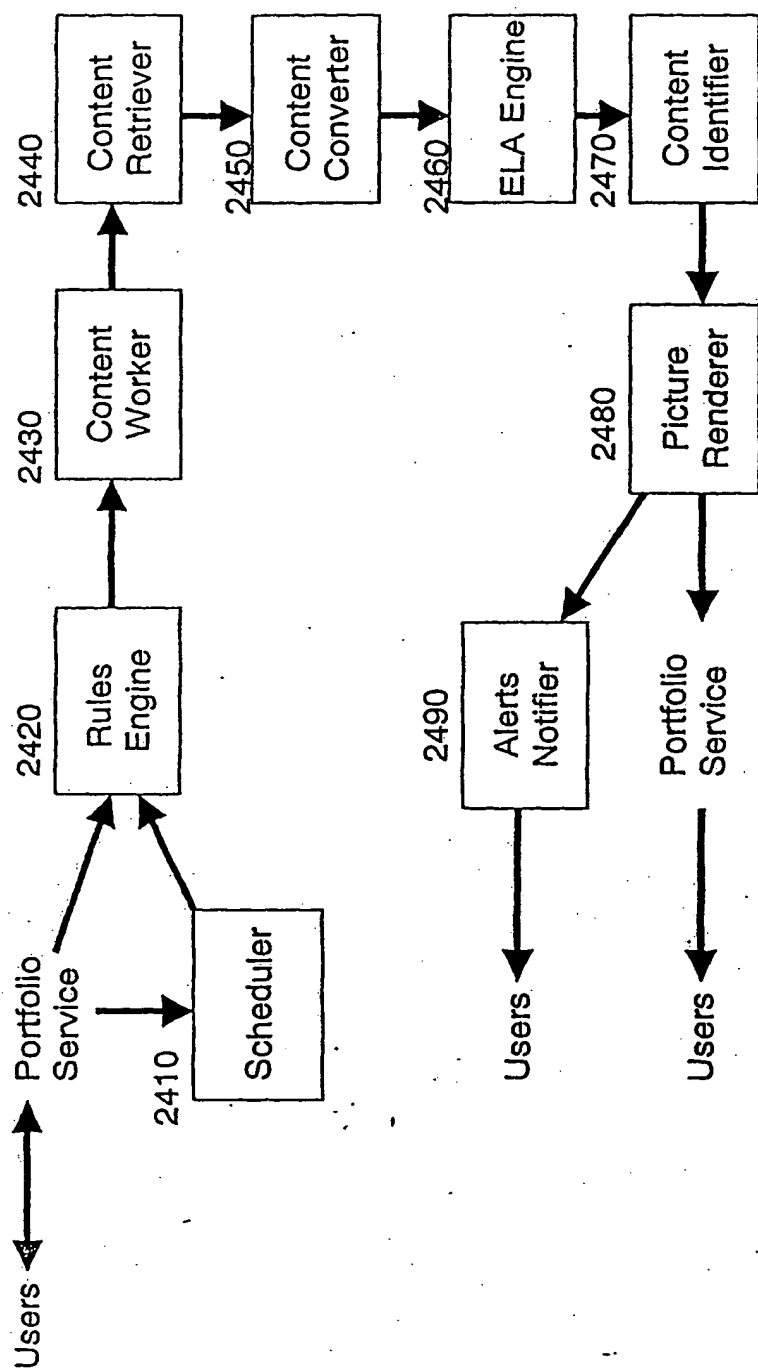 Users
Portfolio
Service
2410
Scheduler
2420
Rules
Engine
2430
Content
Worker
2440
Content
Retriever
2450
Content
Converter
2460
ELA Engine
2470
Content
Identifier
2480
Picture
Renderer
2490
Alerts
Notifier
Users
Portfolio
Service
Users